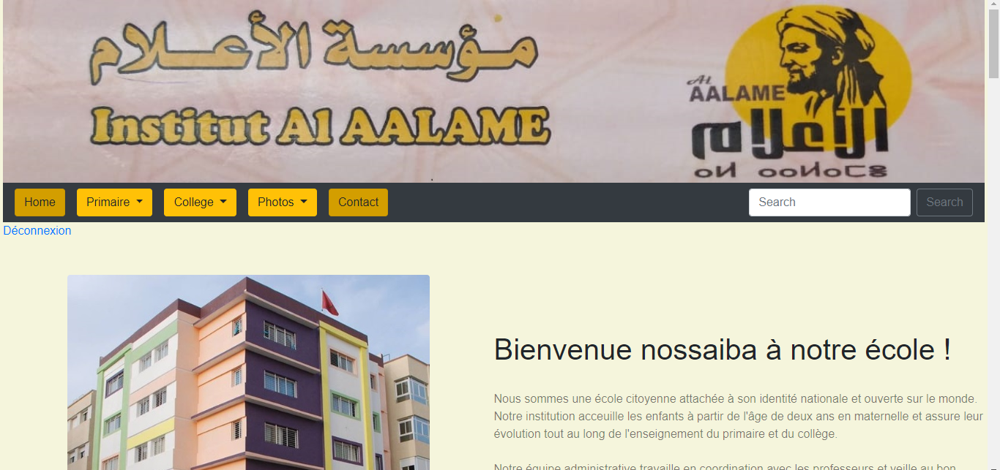 مؤسسة الأعلام
Institut Al AALAME
Al
AALAME
الأعلام
Home
Primaire
College
Photos
Contact
Search
Search
Déconnexion
Bienvenue nossaiba à notre école !
Nous sommes une école citoyenne attachée à son identité nationale et ouverte sur le monde.
Notre institution acceuille les enfants à partir de l'âge de deux ans en maternelle et assure leur
évolution tout au long de l'enseignement du primaire et du collège.
Notre équipe administrative travaille en coordination avec les professeurs et veille au bon